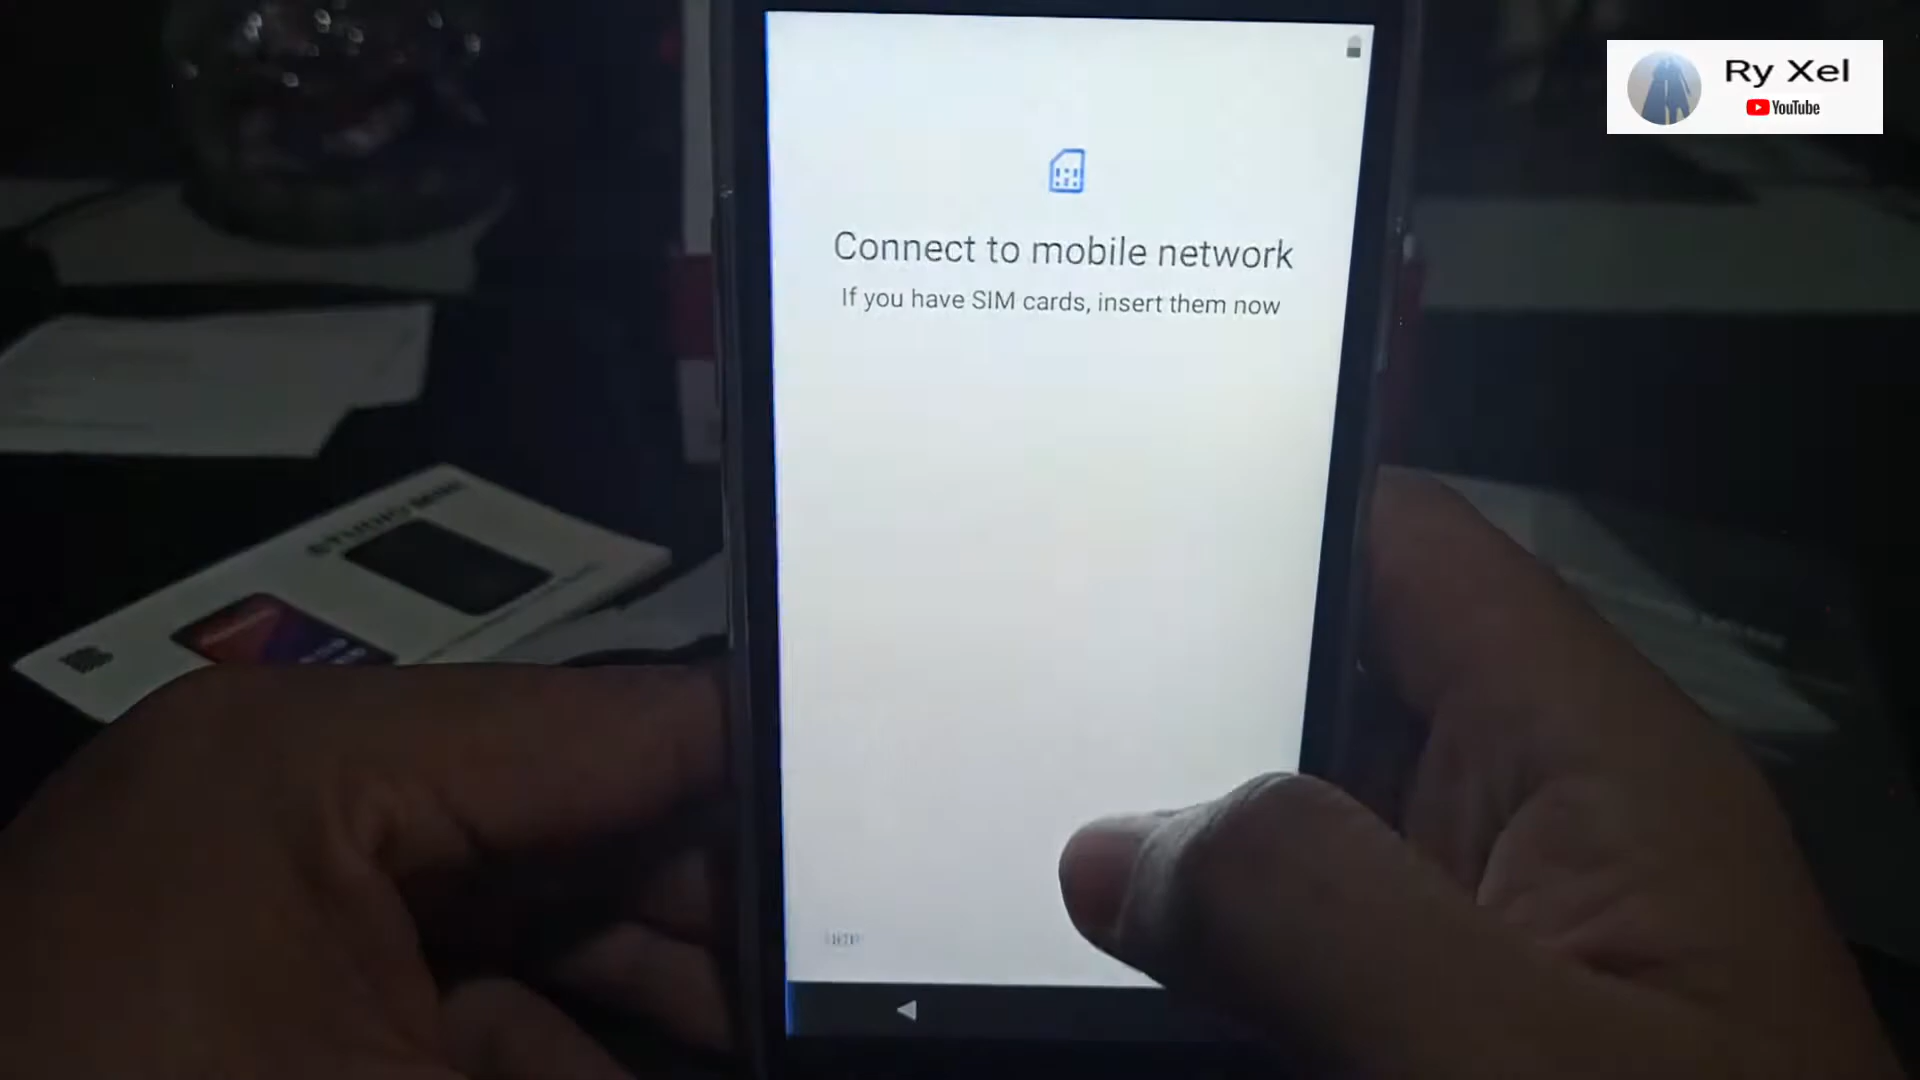 Ry Xel
YouTube
Connect to mobile network
If you have SIM cards, insert them now